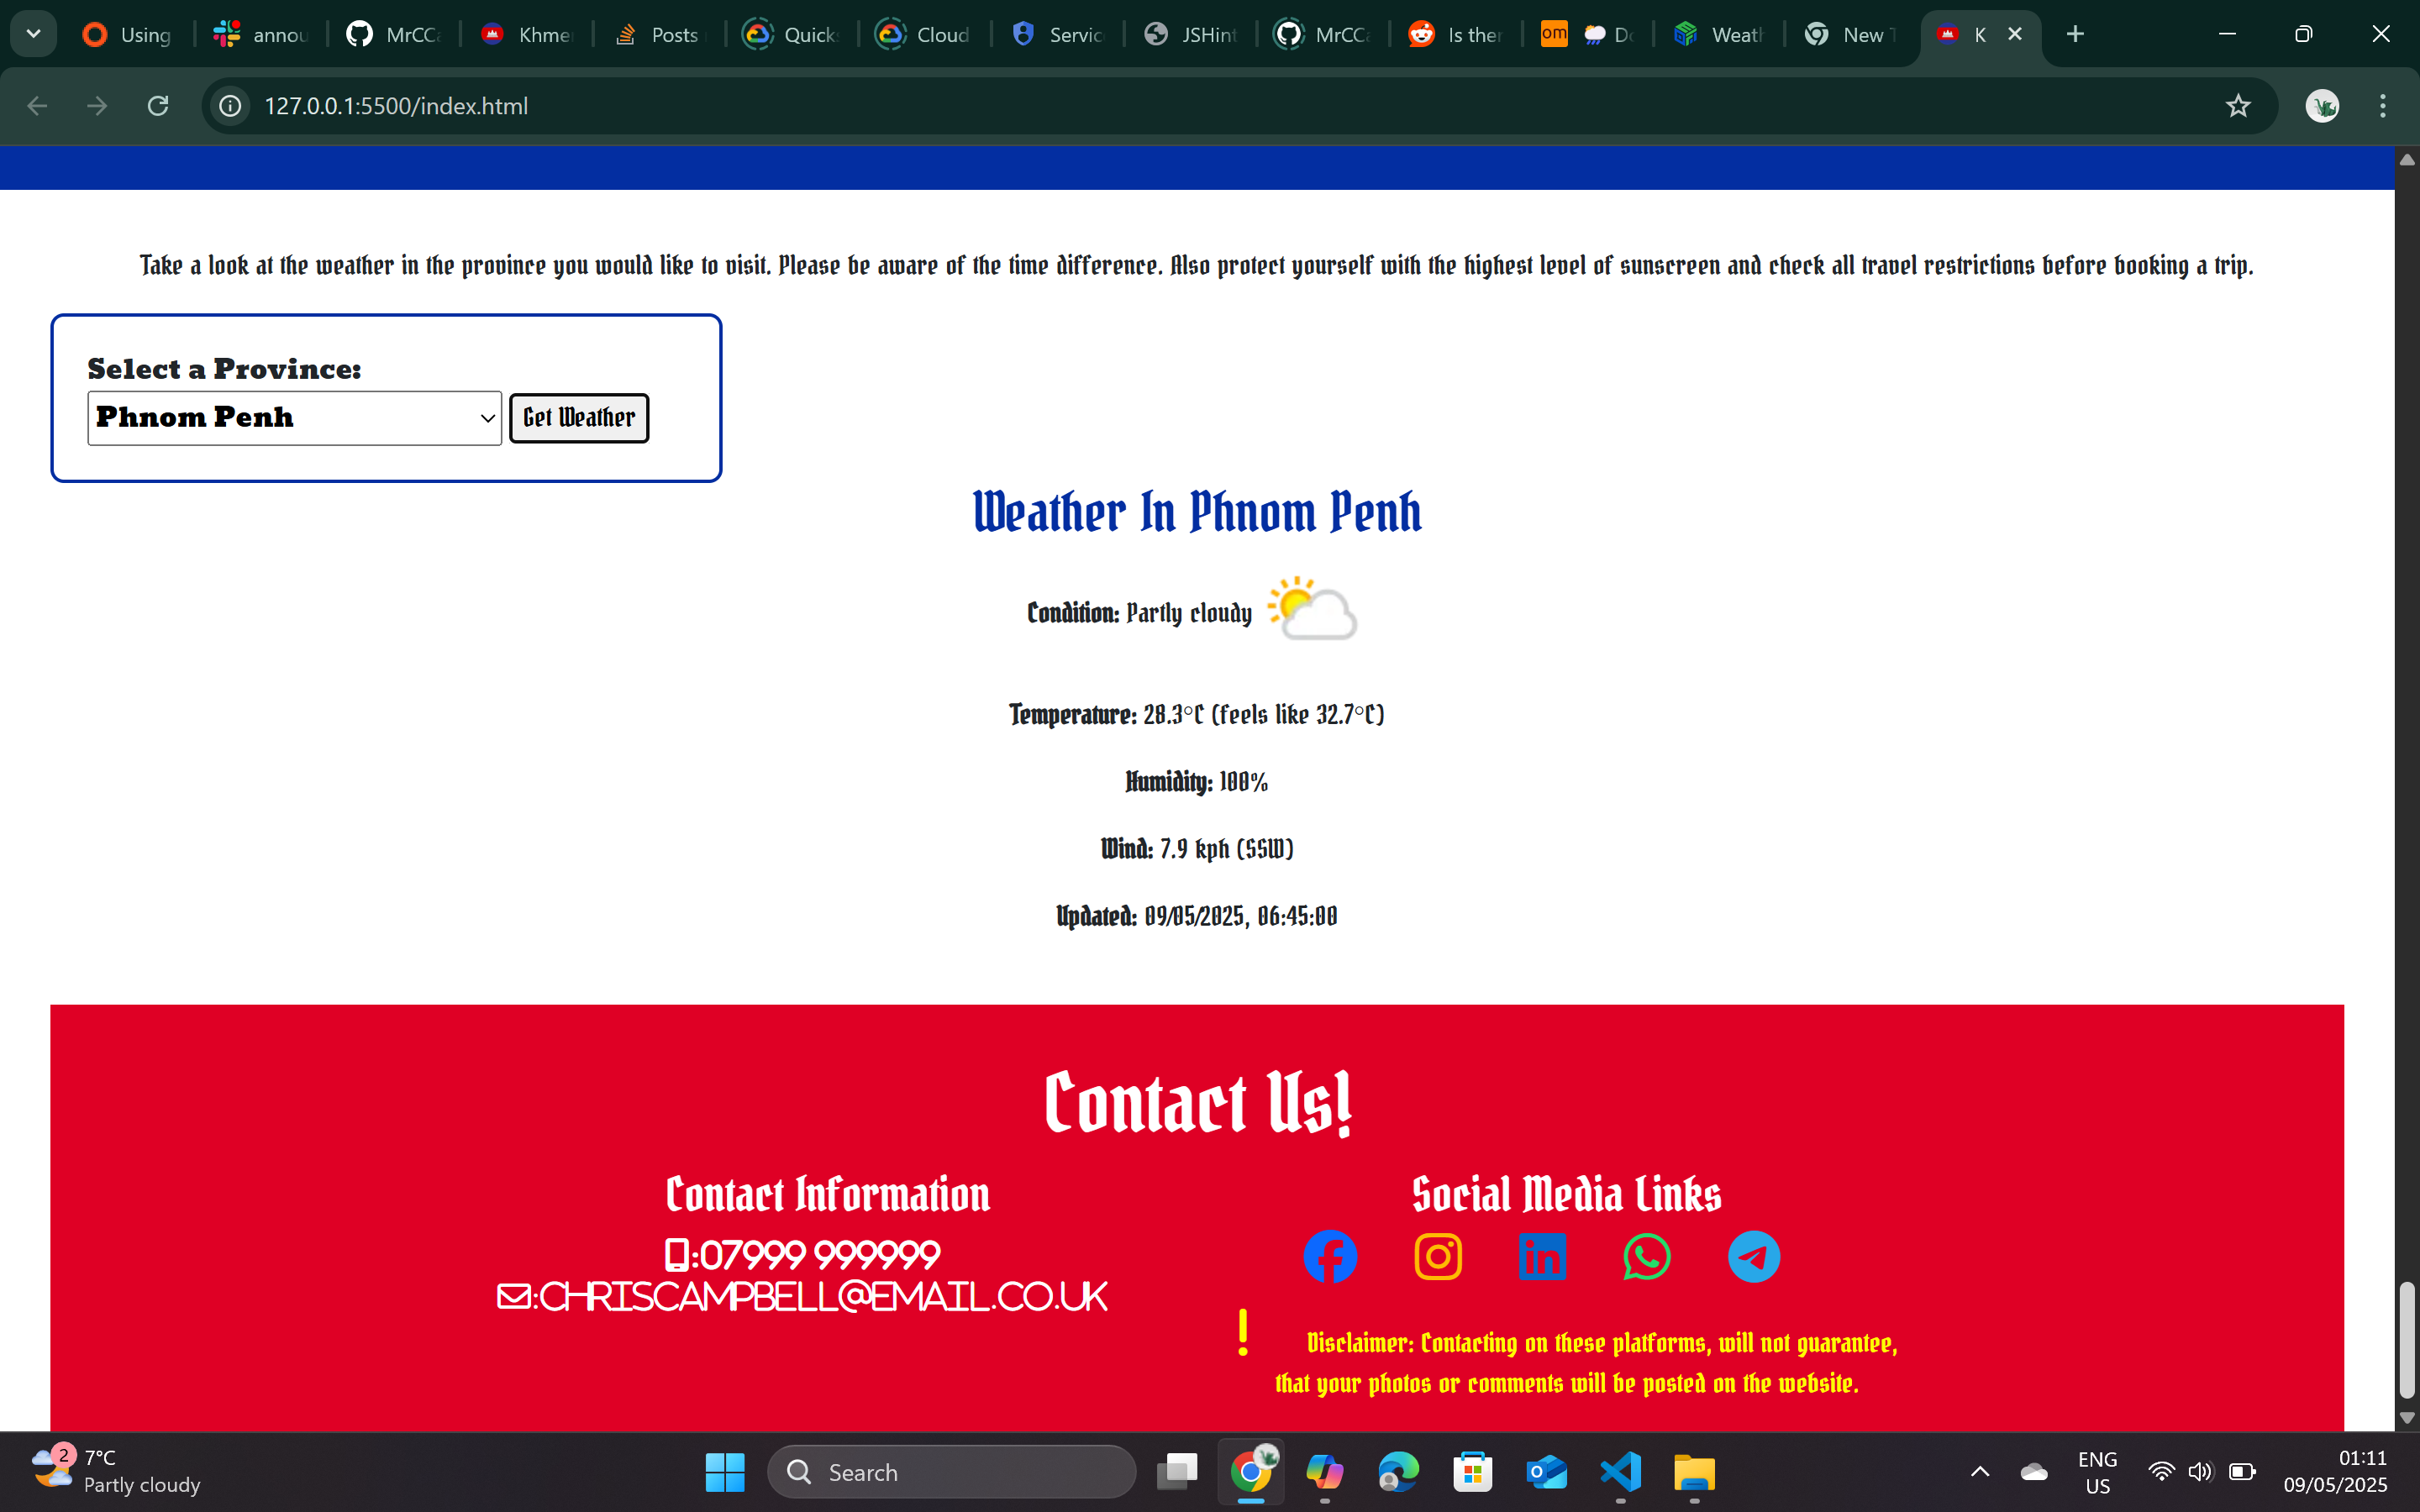 Using
annou
MrCCa
Khme
Posts
Quick
Cloud
Servic
JSHint
MrCCa
Is ther
om
Do
Weath
New T
K
127.0.0.1:5500/index.html
Take a look at the weather in the province you would like to visit. Please be aware of the time difference. Also protect yourself with the highest level of sunscreen and check all travel restrictions before booking a trip.
Select a Province:
Phnom Penh
Get Weather
Weather In Phnom Penh
Condition: Partly cloudy
Temperature: 28.3°C (feels like 32.7°C)
Humidity: 100%
Wind: 7.9 kph (SSW)
Updated: 09/05/2025, 06:45:00
Contact Us!
Contact Information
:07999 999999
:CHRISCAMPBELL@EMAIL.CO.UK
Social Media Links
Disclaimer: Contacting on these platforms, will not guarantee,
that your photos or comments will be posted on the website.
2
7°C
Partly cloudy
Search
ENG
US
01:11
09/05/2025